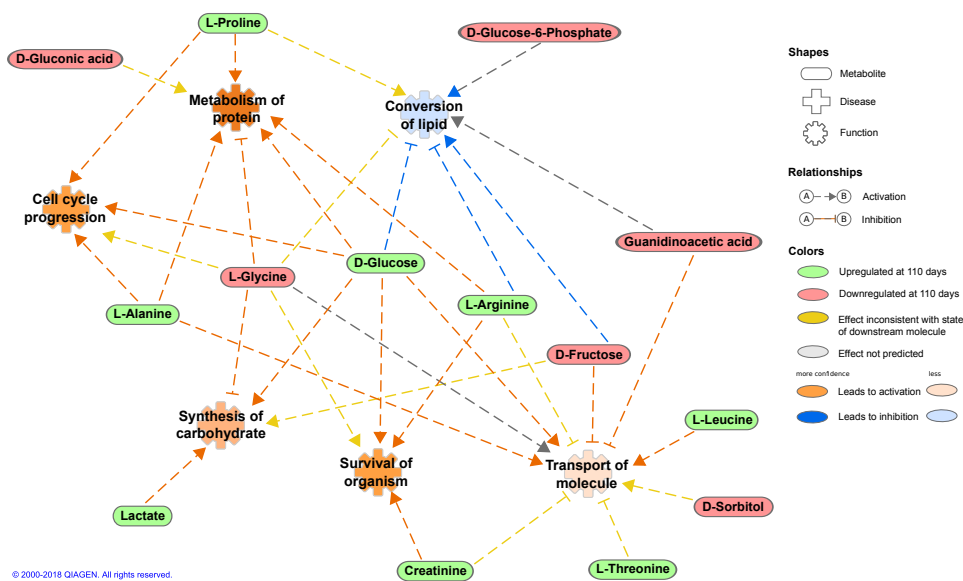 L-Proline
D-Glucose-6-Phosphate
D-Gluconic acid
Metabolism of
protein
Conversion
of lipid
Cell cycle
progression
Guanidinoacetic acid
L-Glycine
D-Glucose
L-Alanine
L-Arginine
D-Fructose
Synthesis of
carbohydrate
L-Leucine
Survival of
organism
Transport of
molecule
D-Sorbitol
Lactate
Creatinine
L-Threonine
© 2000-2018 QIAGEN. All rights reserved.
Shapes
Metabolite
Disease
Function
Relationships
A B Activation
A B Inhibition
Colors
Upregulated at 110 days
Downregulated at 110 days
Effect inconsistent with state
of downstream molecule
Effect not predicted
more confidence less
Leads to activation
Leads to inhibition